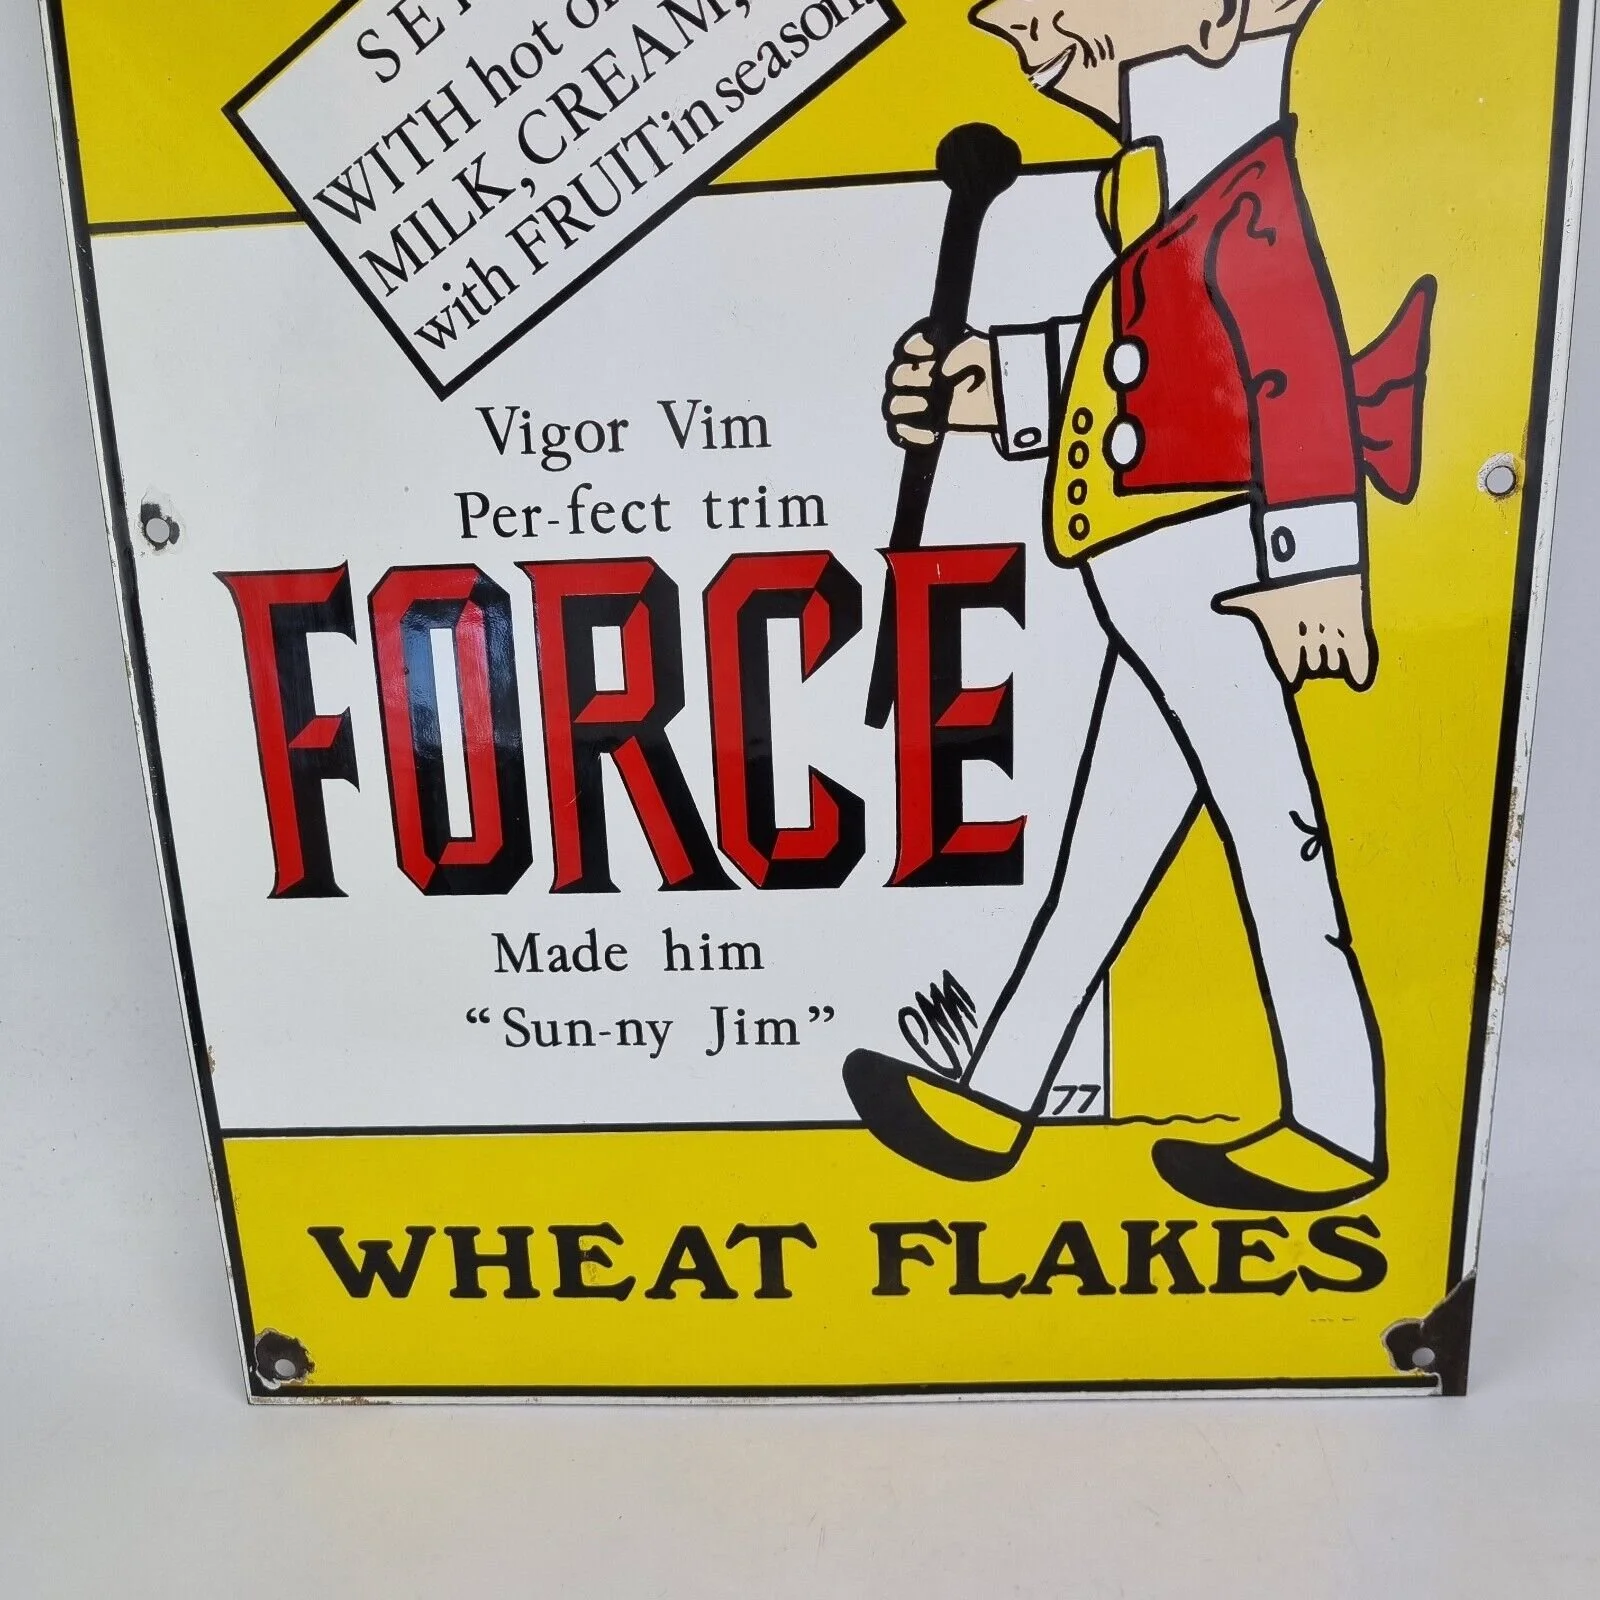 WITH hot or
MILK, CREAM,
with FRUIT in season.
Vigor Vim
Per-fect trim
FORCE
Made him
“Sun-ny Jim”
77
WHEAT FLAKES